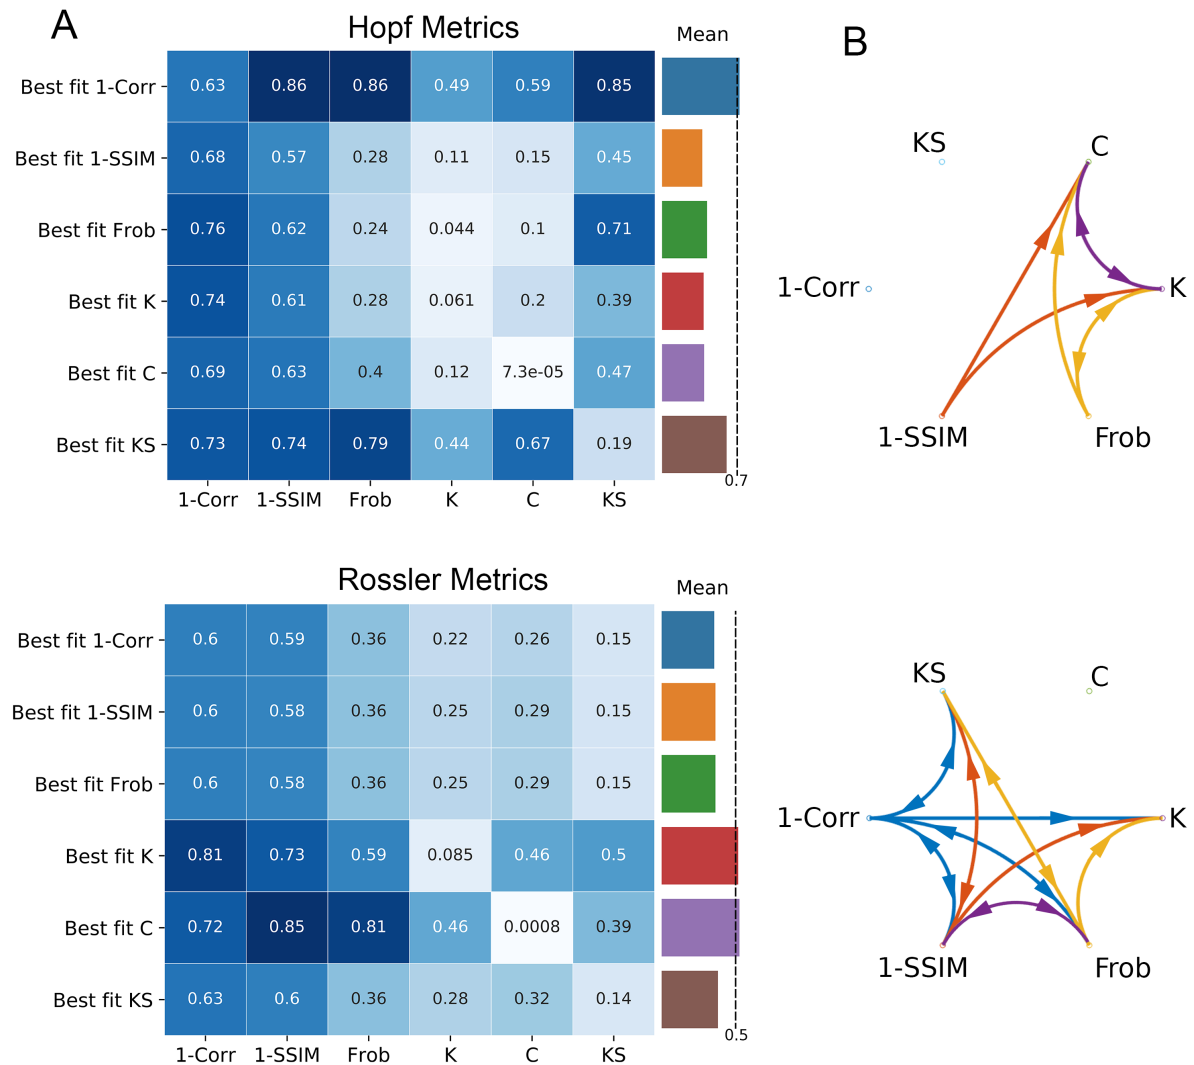 A
Hopf Metrics
Mean
B
Best fit 1-Corr 0.63 0.86 0.86 0.49 0.59 0.85
Best fit 1-SSIM 0.68 0.57 0.28 0.11 0.15 0.45
Best fit Frob 0.76 0.62 0.24 0.044 0.1 0.71
Best fit K 0.74 0.61 0.28 0.061 0.2 0.39
Best fit C 0.69 0.63 0.4 0.12 7.3e-05 0.47
Best fit KS 0.73 0.74 0.79 0.44 0.67 0.19
0.7
1-Corr 1-SSIM Frob K C KS
KS C
1-Corr K
1-SSIM Frob
Rossler Metrics
Mean
Best fit 1-Corr 0.6 0.59 0.36 0.22 0.26 0.15
Best fit 1-SSIM 0.6 0.58 0.36 0.25 0.29 0.15
Best fit Frob 0.6 0.58 0.36 0.25 0.29 0.15
Best fit K 0.81 0.73 0.59 0.085 0.46 0.5
Best fit C 0.72 0.85 0.81 0.46 0.0008 0.39
Best fit KS 0.63 0.6 0.36 0.28 0.32 0.14
0.5
1-Corr 1-SSIM Frob K C KS
KS C
1-Corr K
1-SSIM Frob